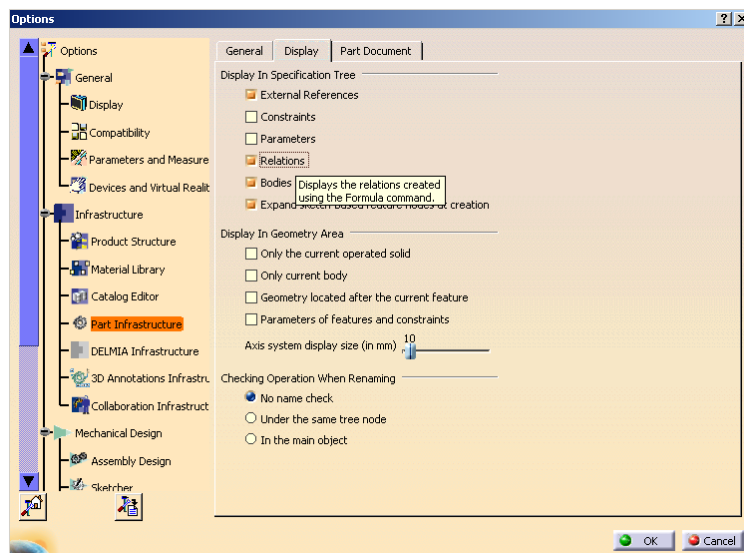 Options
Options
General
Display
Compatibility
Parameters and Measure
Devices and Virtual Realit
Infrastructure
Product Structure
Material Library
Catalog Editor
Part Infrastructure
DELMIA Infrastructure
3D Annotations Infrastru
Collaboration Infrastruct
Mechanical Design
Assembly Design
Sketcher
General Display Part Document
Display In Specification Tree
External References
Constraints
Parameters
Relations
Bodies
Displays the relations created
using the Formula command.
Expand sketch based feature nodes at creation
Display In Geometry Area
Only the current operated solid
Only current body
Geometry located after the current feature
Parameters of features and constraints
Axis system display size (in mm) 10
Checking Operation When Renaming
No name check
Under the same tree node
In the main object
OK Cancel